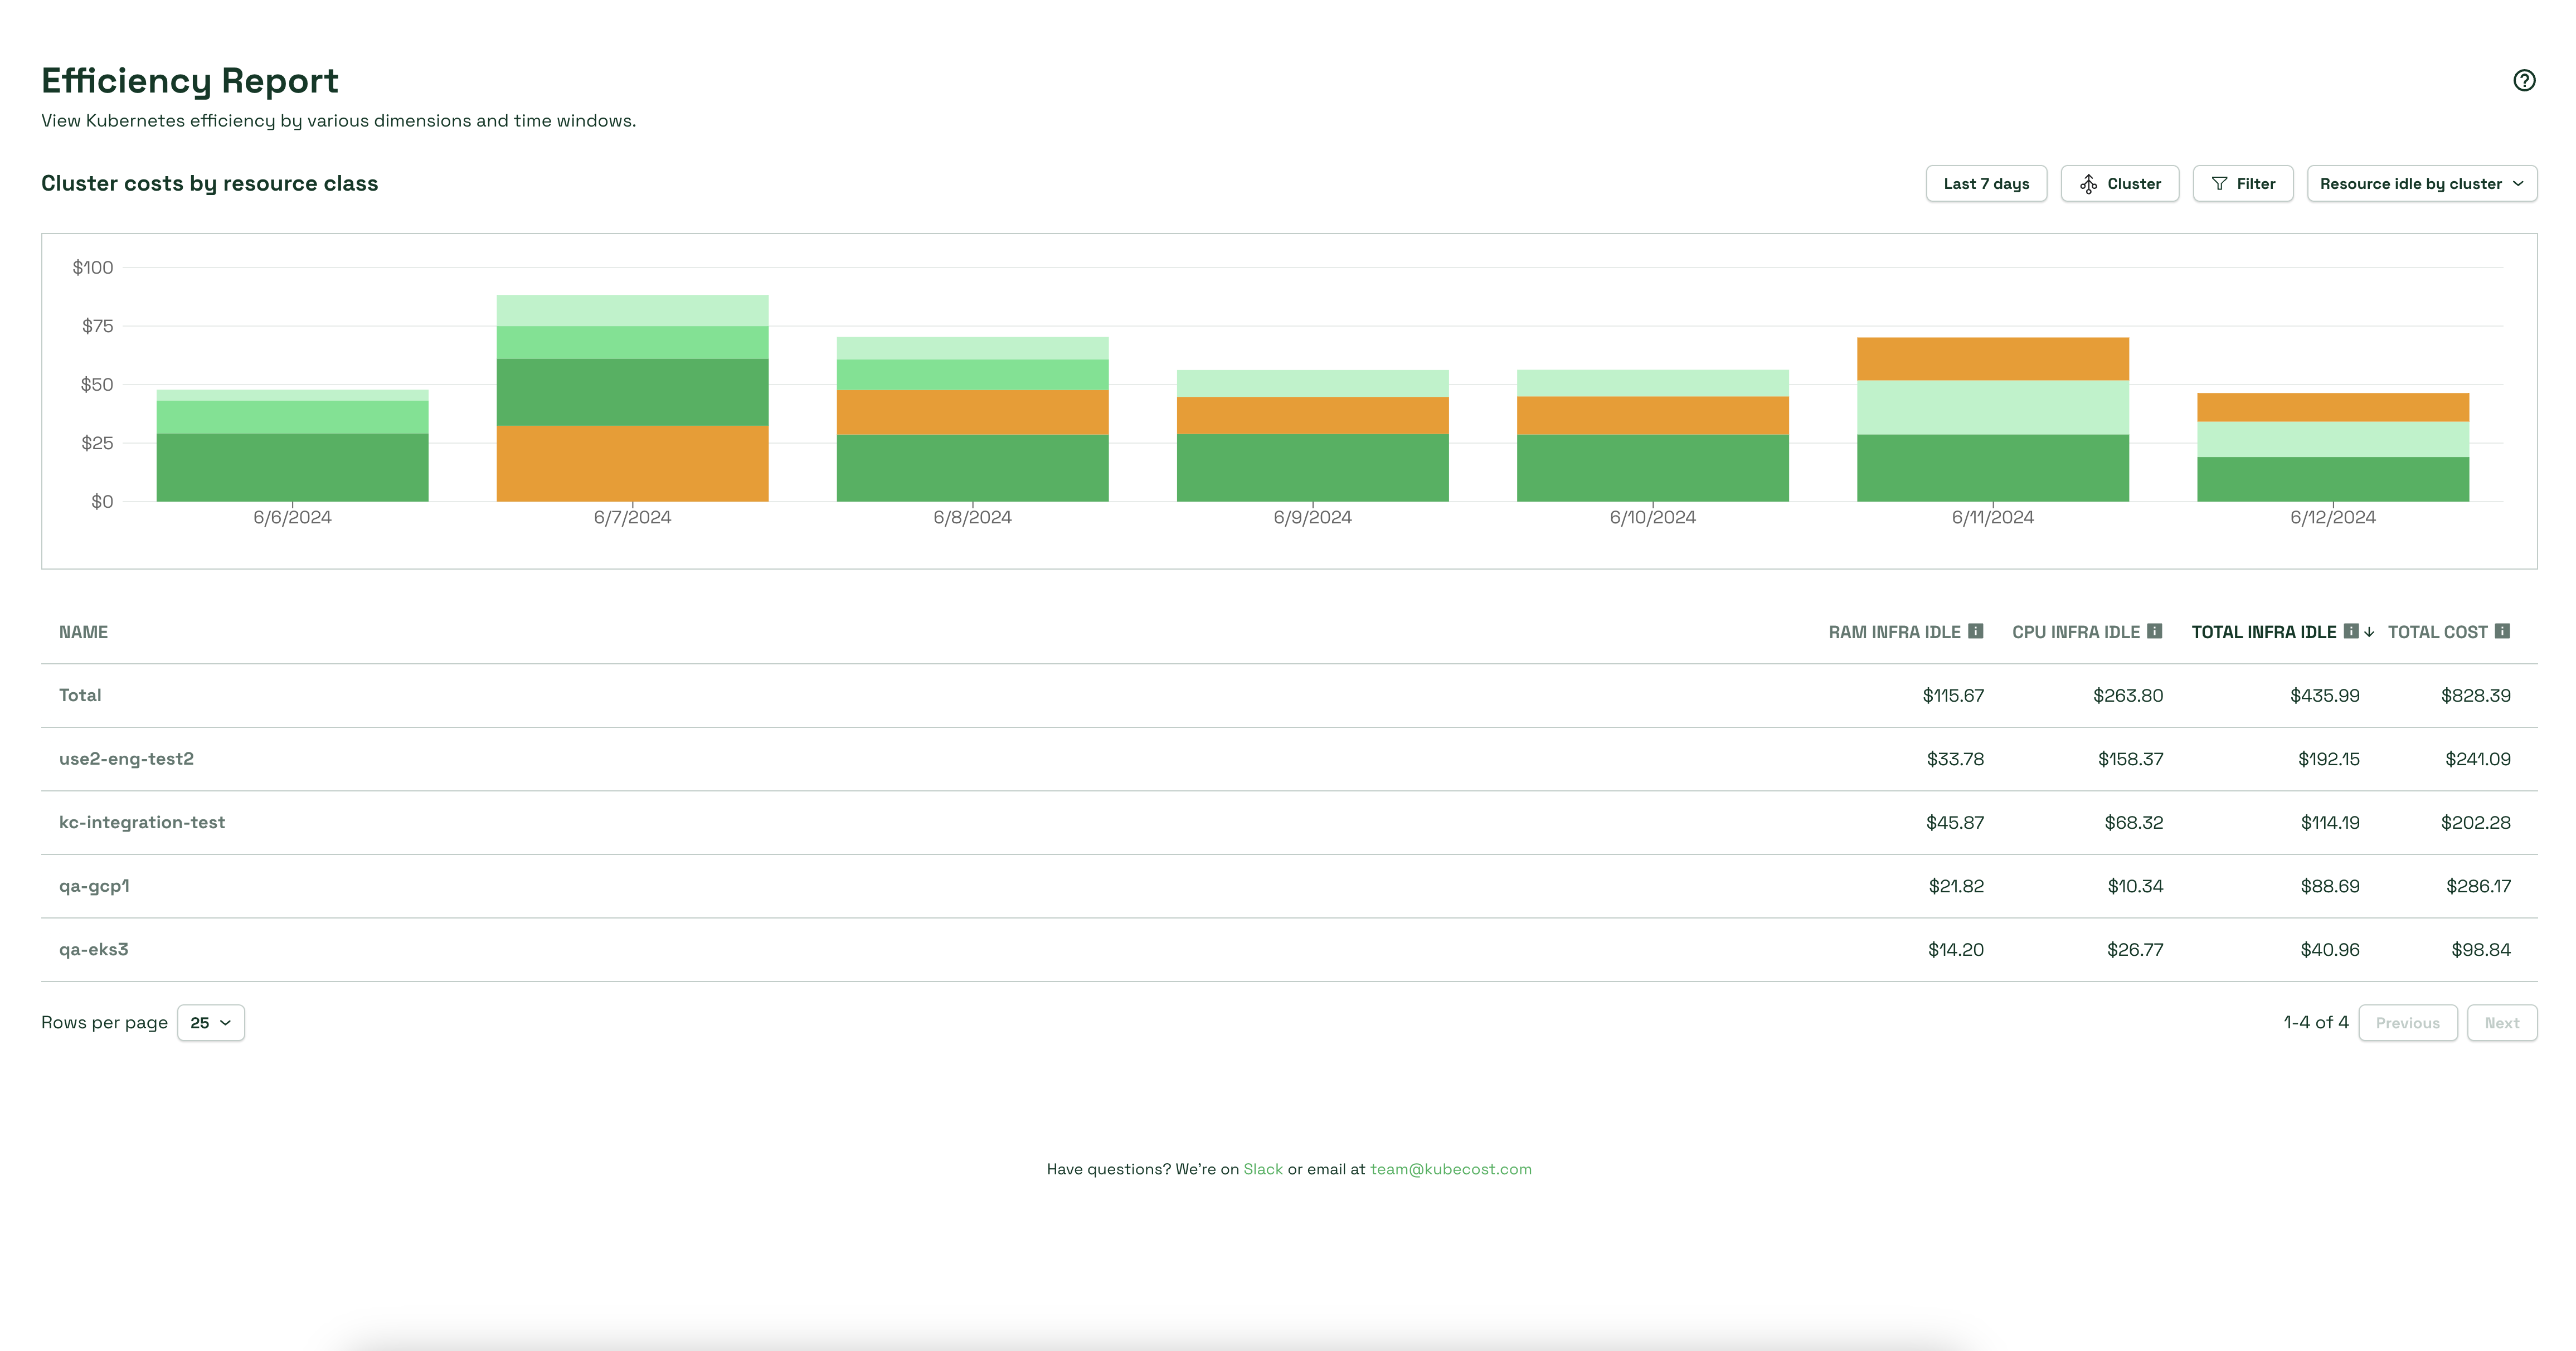 Efficiency Report
View Kubernetes efficiency by various dimensions and time windows.
Cluster costs by resource class
Last 7 days Cluster Filter Resource idle by cluster
$100
$75
$50
$25
$0
6/6/2024 6/7/2024 6/8/2024 6/9/2024 6/10/2024 6/11/2024 6/12/2024
NAME RAM INFRA IDLE CPU INFRA IDLE TOTAL INFRA IDLE TOTAL COST
Total $115.67 $263.80 $435.99 $828.39
use2-eng-test2 $33.78 $158.37 $192.15 $241.09
kc-integration-test $45.87 $68.32 $114.19 $202.28
qa-gcp1 $21.82 $10.34 $88.69 $286.17
qa-eks3 $14.20 $26.77 $40.96 $98.84
Rows per page 25 1-4 of 4 Previous Next
Have questions? We're on Slack or email at team@kubecost.com